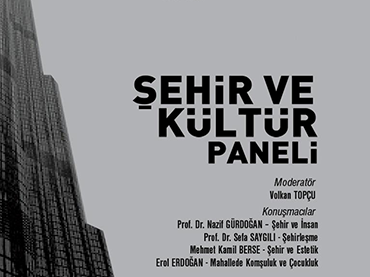 ŞEHİR VE
KÜLTÜR
PANELİ
Moderatör
Volkan TOPÇU
Konuşmacılar
Prof. Dr. Nazif GÜRDOĞAN - Şehir ve İnsan
Prof. Dr. Sefa SAYGILI - Şehirleşme
Mehmet Kamil BERSE - Şehir ve Estetik
Erol ERDOĞAN - Mahallede Komşuluk ve Çocukluk